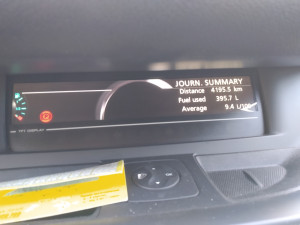 JOURN. SUMMARY
Distance 4195.5 km
Fuel used 395.7 L
Average 9.4 L/100